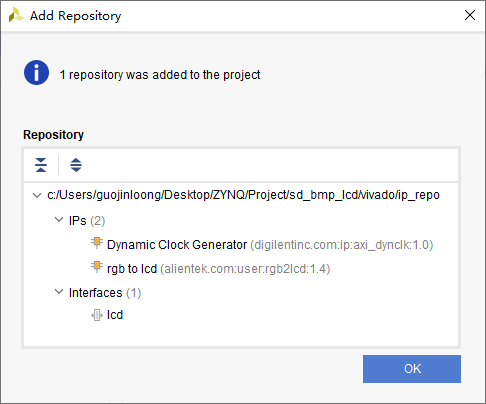 Add Repository
1 repository was added to the project
Repository
c:/Users/guojinloong/Desktop/ZYNQ/Project/sd_bmp_lcd/vivado/ip_repo
IPs (2)
Dynamic Clock Generator (digilentinc.com:ip:axi_dynclk:1.0)
rgb to lcd (alientek.com:user:rgb2lcd:1.4)
Interfaces (1)
lcd
OK